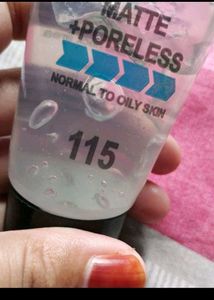 MATTE
+PORELESS
NORMAL TO OILY SKIN
115